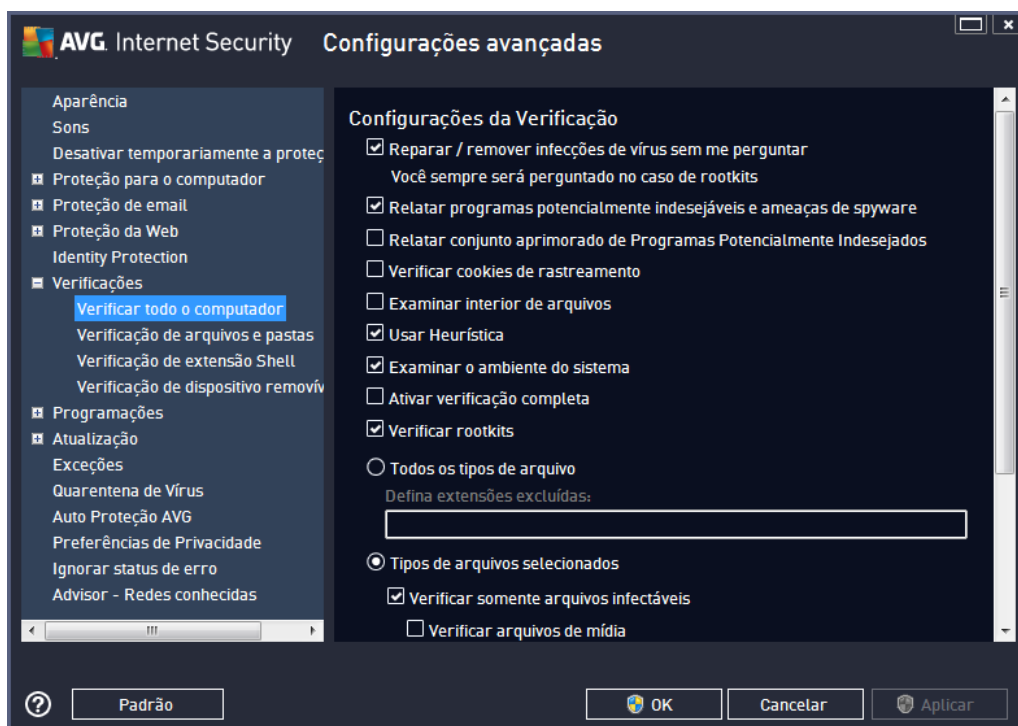 AVG. Internet Security Configurações avançadas
Aparência
Sons
Desativar temporariamente a proteç
Proteção para o computador
Proteção de email
Proteção da Web
Identity Protection
Verificações
Verificar todo o computador
Verificação de arquivos e pastas
Verificação de extensão Shell
Verificação de dispositivo removív
Programações
Atualização
Exceções
Quarentena de Vírus
Auto Proteção AVG
Preferências de Privacidade
Ignorar status de erro
Advisor - Redes conhecidas
Configurações da Verificação
Reparar / remover infecções de vírus sem me perguntar
Você sempre será perguntado no caso de rootkits
Relatar programas potencialmente indesejáveis e ameaças de spyware
Relatar conjunto aprimorado de Programas Potencialmente Indesejados
Verificar cookies de rastreamento
Examinar interior de arquivos
Usar Heurística
Examinar o ambiente do sistema
Ativar verificação completa
Verificar rootkits
Todos os tipos de arquivo
Defina extensões excluídas:
Tipos de arquivos selecionados
Verificar somente arquivos infectáveis
Verificar arquivos de mídia
Padrão
OK
Cancelar
Aplicar